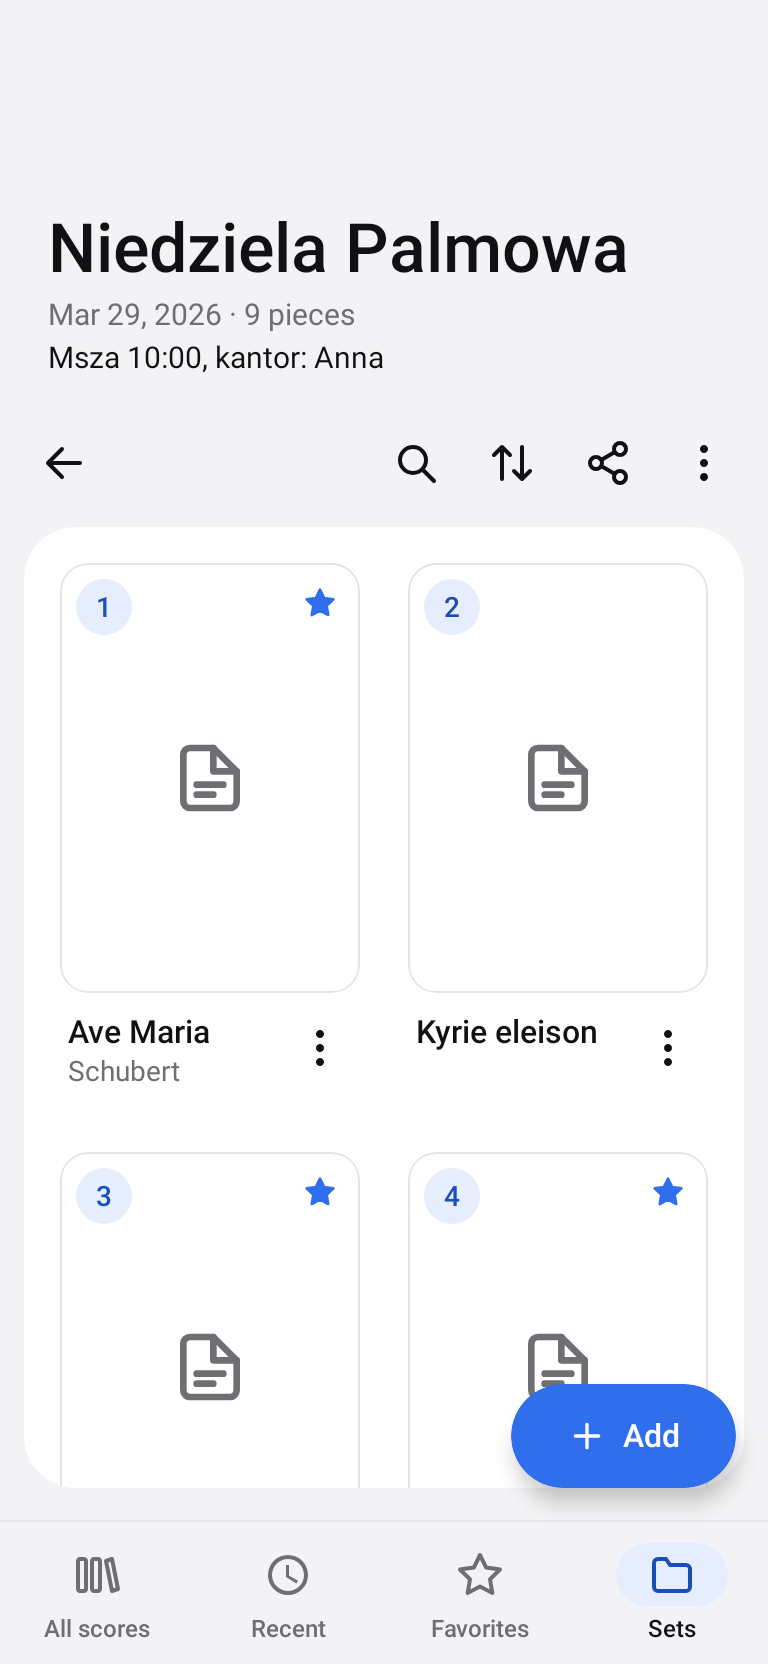 Niedziela Palmowa
Mar 29, 2026 · 9 pieces
Msza 10:00, kantor: Anna
1
2
Ave Maria
Schubert
Kyrie eleison
3
4
Add
All scores
Recent
Favorites
Sets